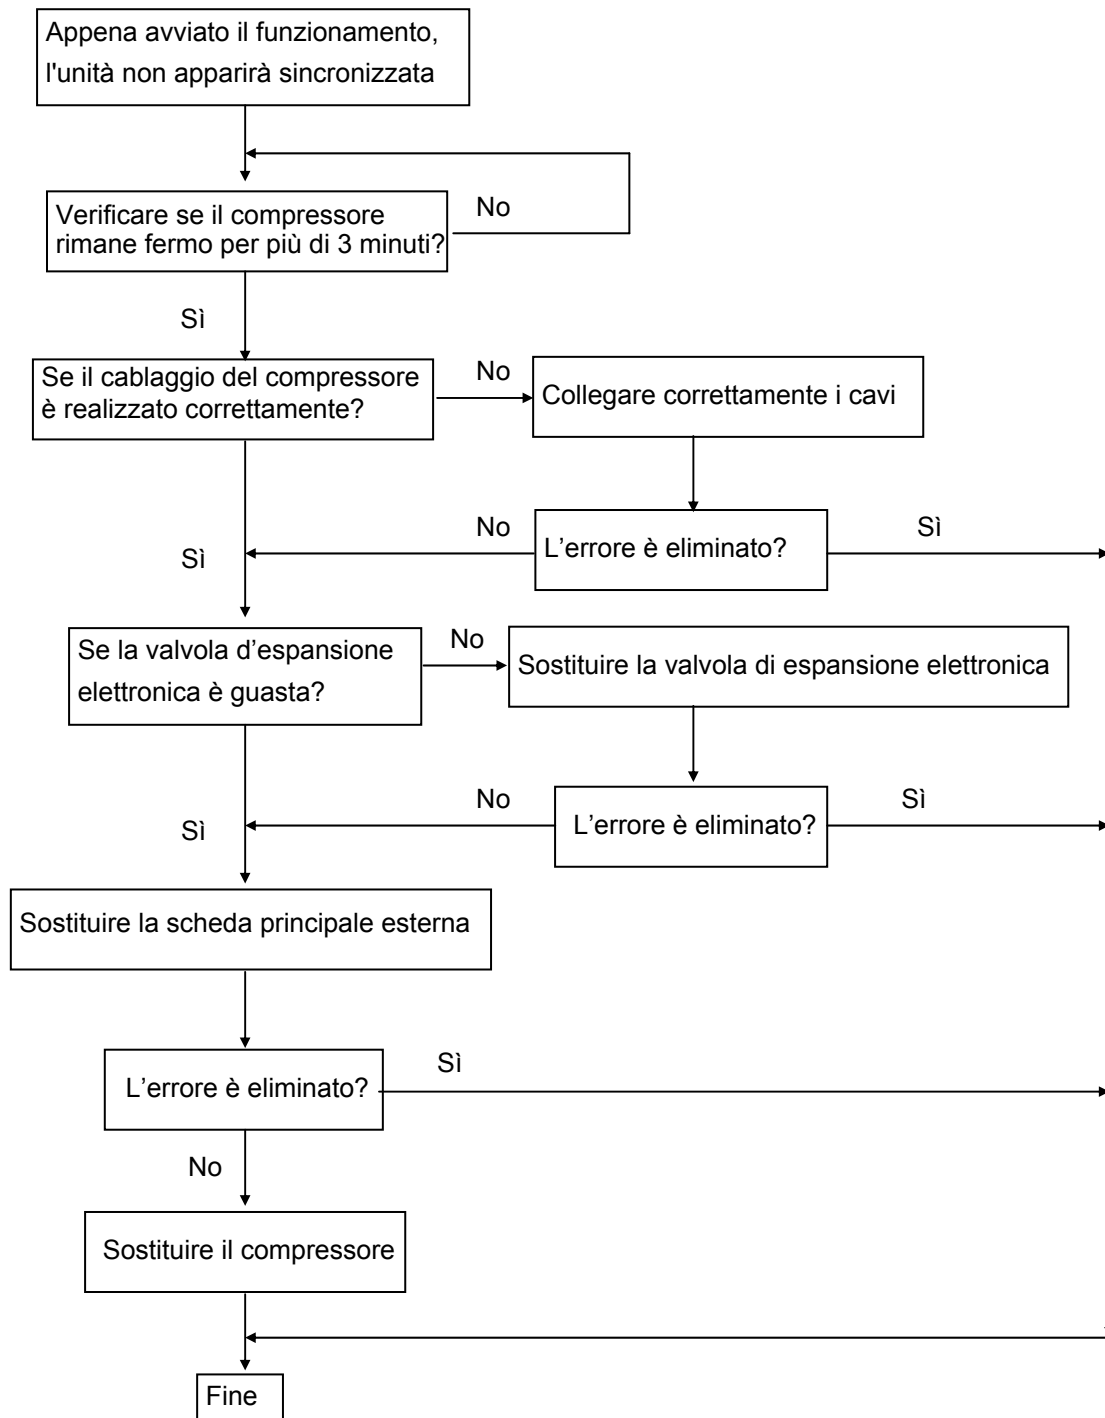 Appena avviato il funzionamento,
l'unità non apparirà sincronizzata
Verificare se il compressore
rimane fermo per più di 3 minuti?
No
Sì
Se il cablaggio del compressore
è realizzato correttamente?
No
Collegare correttamente i cavi
Sì
No
L’errore è eliminato?
Sì
Se la valvola d’espansione
elettronica è guasta?
No
Sostituire la valvola di espansione elettronica
Sì
No
L’errore è eliminato?
Sì
Sostituire la scheda principale esterna
L’errore è eliminato?
Sì
No
Sostituire il compressore
Fine